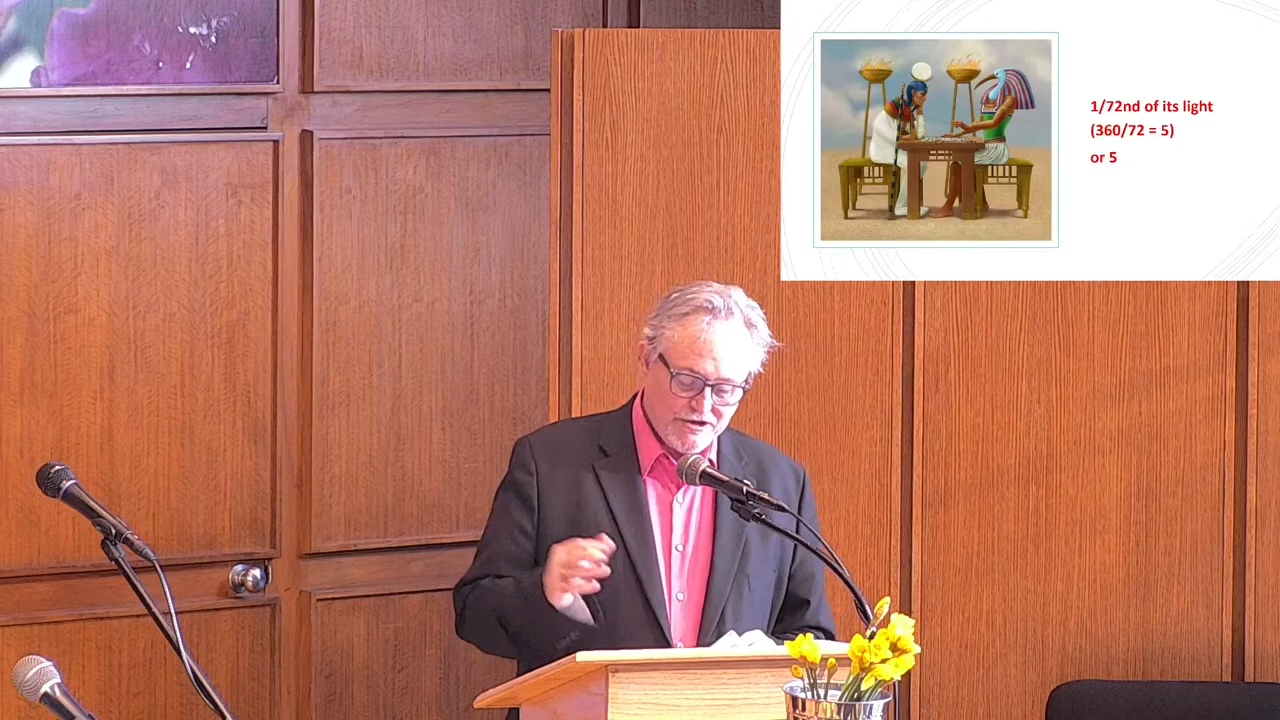 1/72nd of its light
(360/72 = 5)
or 5